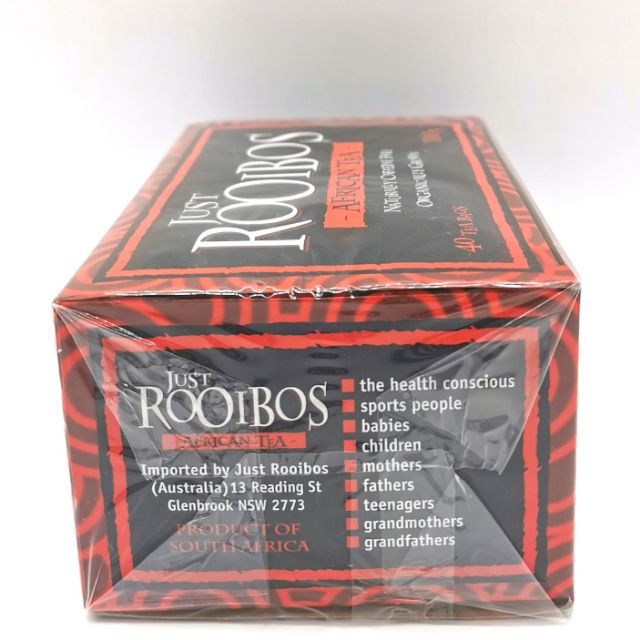 JUST
ROOIBOS
- AFRICAN TEA -
NATURALLY CAFFEINE FREE
ORGANICALLY GROWN
40 TEA BAGS
JUST
ROOIBOS
- AFRICAN TEA -
Imported by Just Rooibos
(Australia) 13 Reading St
Glenbrook NSW 2773
PRODUCT OF
SOUTH AFRICA
the health conscious
sports people
babies
children
mothers
fathers
teenagers
grandmothers
grandfathers